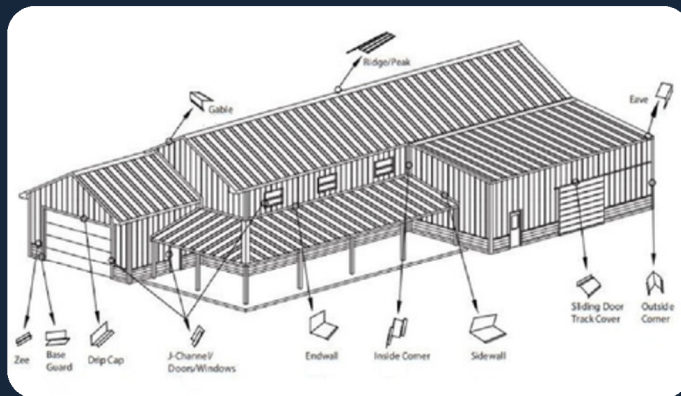 Ridge/Peak
Gable
Eave
Zee
Base
Guard
Drip Cap
J-Channel/
Doors/Windows
Endwall
Inside Corner
Sidewall
Sliding Door
Track Cover
Outside
Corner